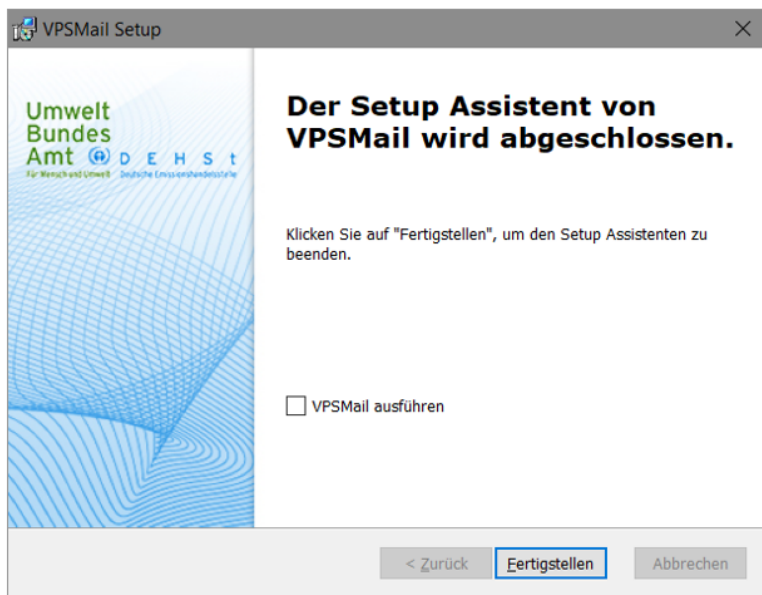 VPSMail Setup
Umwelt
Bundes
Amt DEHSt
Für Mensch und Umwelt Deutsche Emissionshandelsstelle
Der Setup Assistent von
VPSMail wird abgeschlossen.
Klicken Sie auf "Fertigstellen", um den Setup Assistenten zu
beenden.
VPSMail ausführen
< Zurück Fertigstellen Abbrechen